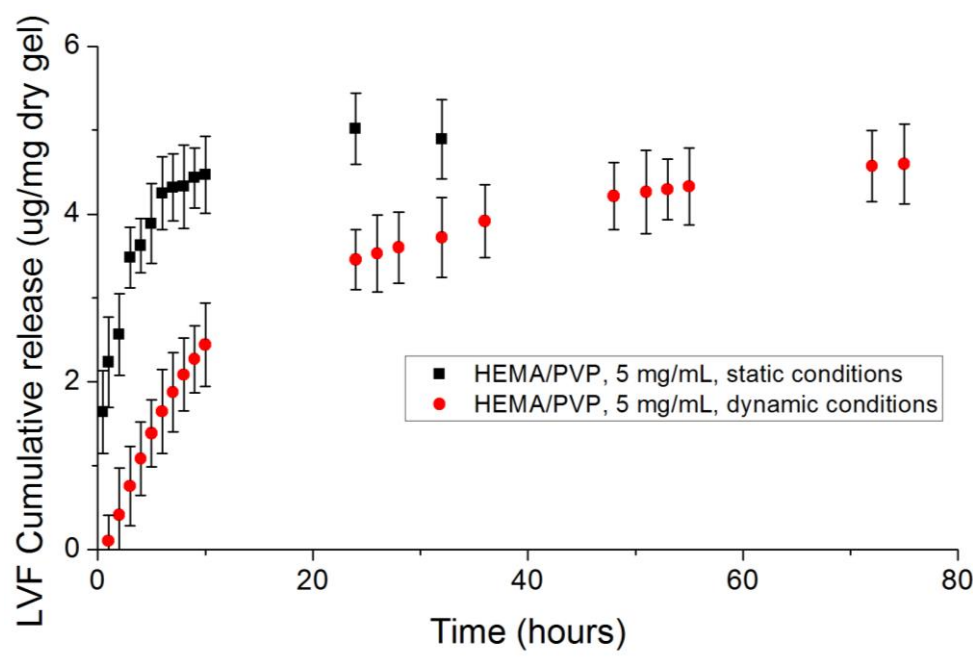 LVF Cumulative release (ug/mg dry gel)
6
4
2
0
HEMA/PVP, 5 mg/mL, static conditions
HEMA/PVP, 5 mg/mL, dynamic conditions
0 20 40 60 80
Time (hours)